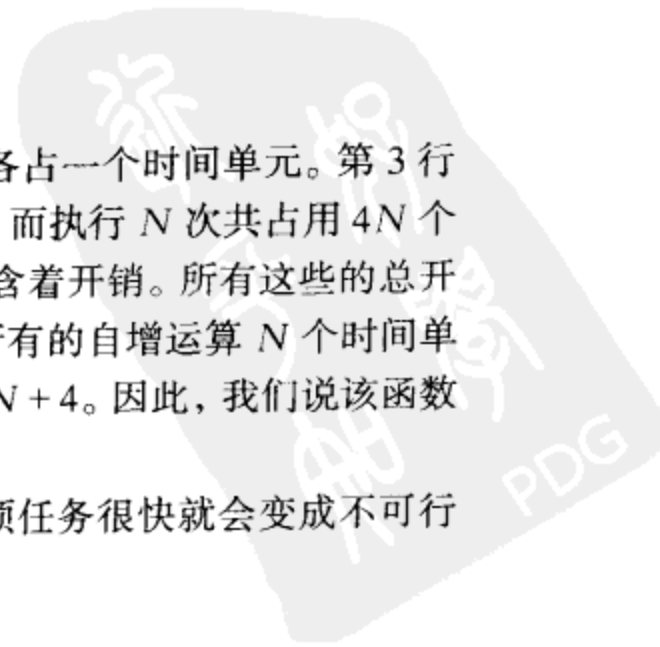 各占一个时间单元。第 3 行
而执行 N 次共占用 4N 个
含着开销。所有这些的总开
所有的自增运算 N 个时间单
N + 4。因此，我们说该函数
项任务很快就会变成不可行
PDG